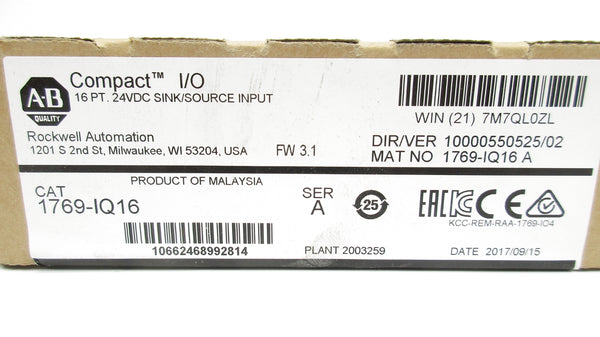 A-B
QUALITY
Compact™ I/O
16 PT. 24VDC SINK/SOURCE INPUT
WIN (21) 7M7QL0ZL
Rockwell Automation
1201 S 2nd St, Milwaukee, WI 53204, USA
FW 3.1
DIR/VER 10000550525/02
MAT NO 1769-IQ16 A
PRODUCT OF MALAYSIA
CAT
1769-IQ16
SER
A
25
EAC
KCC-REM-RAA-1769-IO4
10662468992814
PLANT 2003259
DATE 2017/09/15